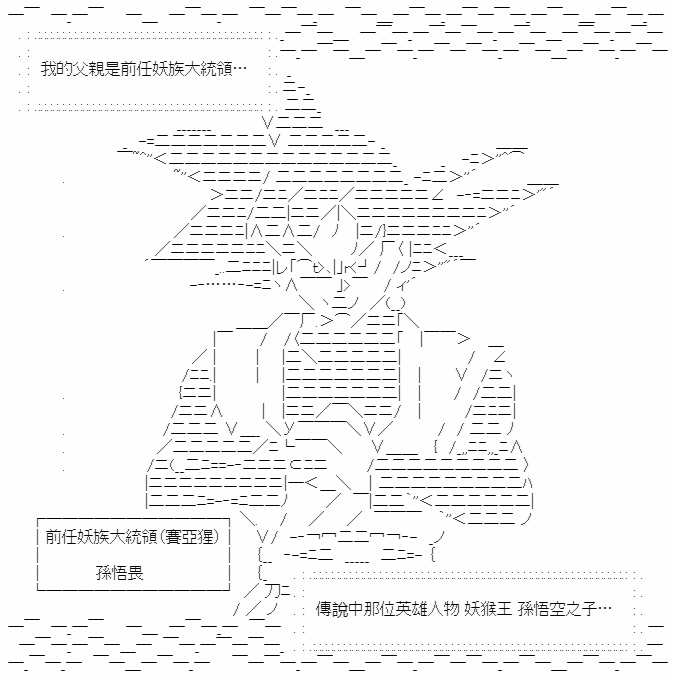 我的父親是前任妖族大統領…
前任妖族大統領(賽亞猩)
孫悟畏
傳說中那位英雄人物 妖猴王 孫悟空之子…